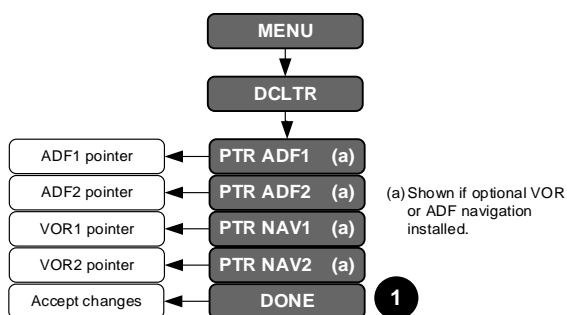 MENU
DCLTR
ADF1 pointer PTR ADF1 (a)
ADF2 pointer PTR ADF2 (a)
VOR1 pointer PTR NAV1 (a)
VOR2 pointer PTR NAV2 (a)
Accept changes DONE 1
(a) Shown if optional VOR
or ADF navigation
installed.